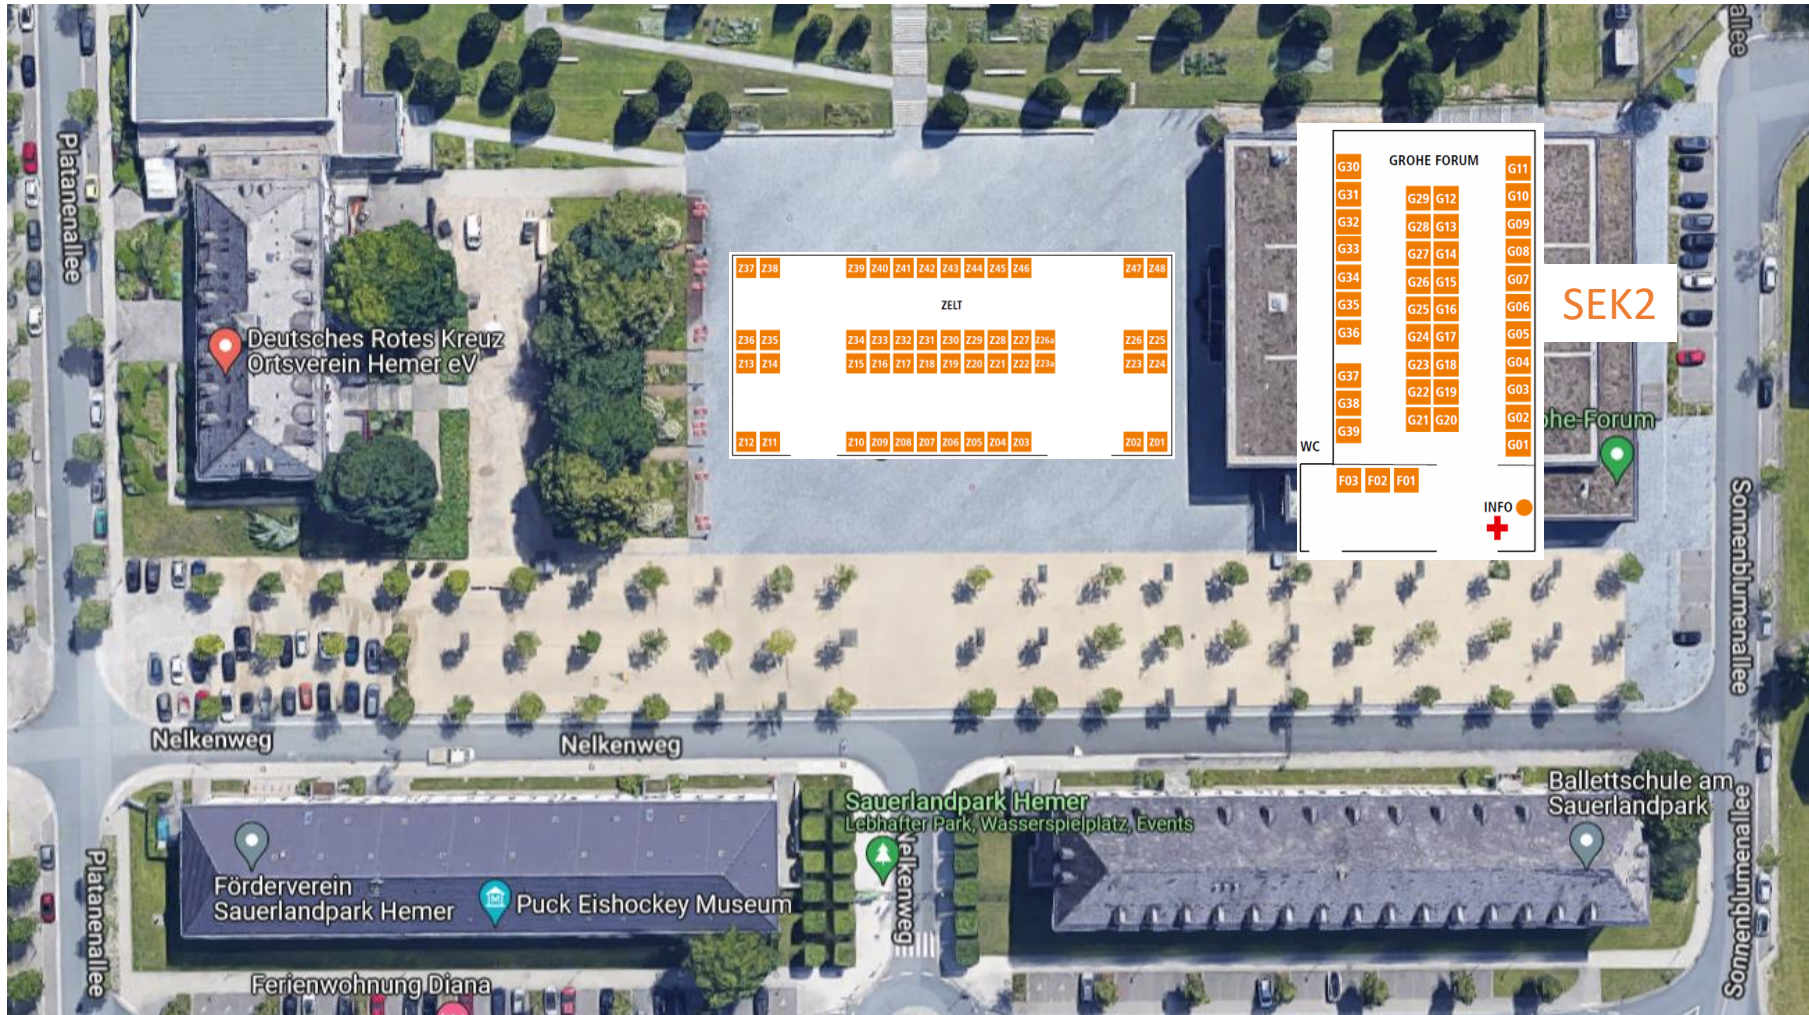 allee
Platanenallee
GROHE FORUM
G30
G11
G31
G10
G29 G12
G32
G09
G28 G13
G33
G08
G27 G14
G34
G07
G26 G15
G35
G06
G25 G16
G36
G05
G24 G17
G04
G23 G18
G37
G03
G22 G19
G38
G02
G21 G20
G39
G01
WC
F03 F02 F01
INFO
SEK2
ohe-Forum
Z37 Z38 Z39 Z40 Z41 Z42 Z43 Z44 Z45 Z46 Z47 Z48
ZELT
Z36 Z35 Z34 Z33 Z32 Z31 Z30 Z29 Z28 Z27 Z26a Z26 Z25
Z13 Z14 Z15 Z16 Z17 Z18 Z19 Z20 Z21 Z22 Z23a Z23 Z24
Z12 Z11 Z10 Z09 Z08 Z07 Z06 Z05 Z04 Z03 Z02 Z01
Deutsches Rotes Kreuz
Ortsverein Hemer eV
Sonnenblumenallee
Nelkenweg
Nelkenweg
Sauerlandpark Hemer
Lebhafter Park, Wasserspielplatz, Events
Nelkenweg
Ballettschule am
Sauerlandpark
Sonnenblumenallee
Platanenallee
Förderverein
Sauerlandpark Hemer
Puck Eishockey Museum
Ferienwohnung Diana